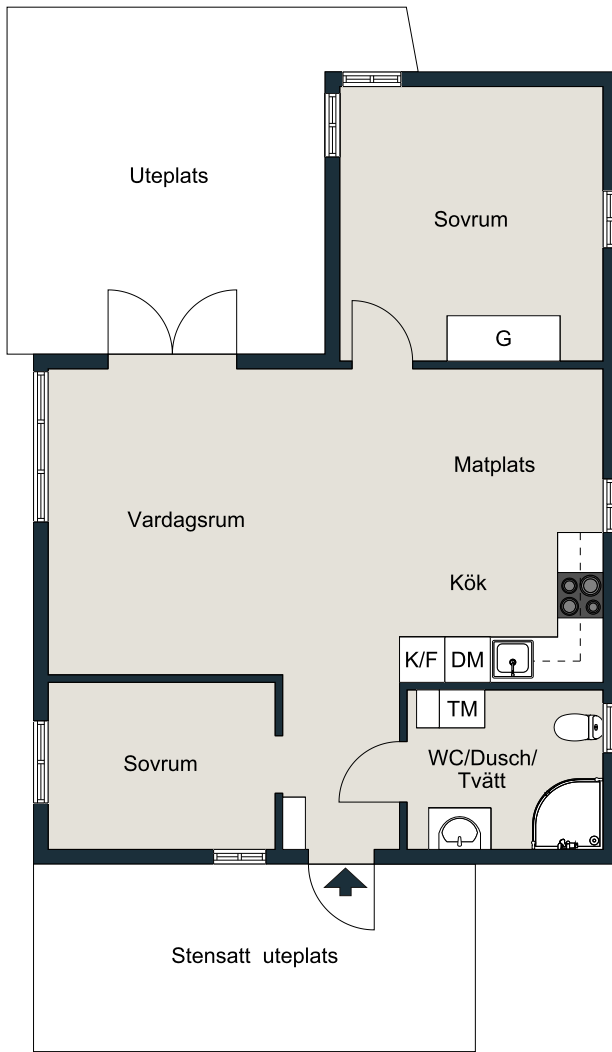 Uteplats
Sovrum
G
Matplats
Vardagsrum
Kök
K/F DM
TM
WC/Dusch/
Tvätt
Sovrum
Stensatt uteplats